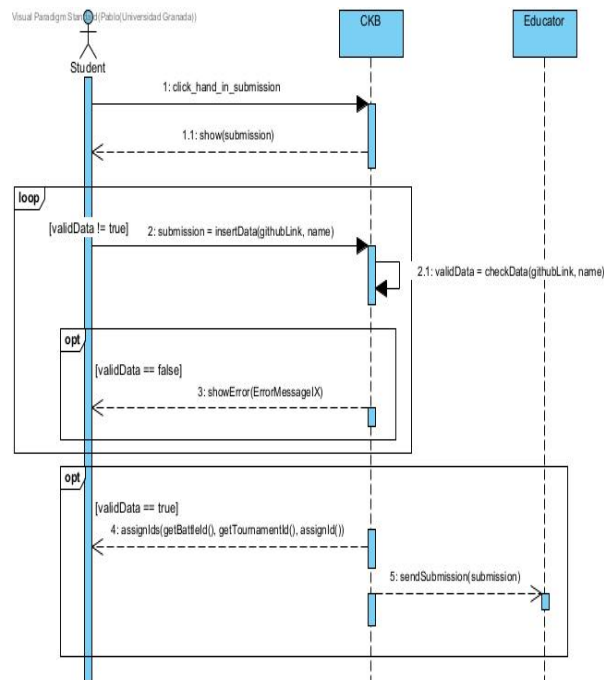 Visual Paradigm Standard(Pablo(Universidad Granada))
Student
CKB
Educator
1: click_hand_in_submission
1.1: show(submission)
loop
[validData != true]
2: submission = insertData(githubLink, name)
2.1: validData = checkData(githubLink, name)
opt
[validData == false]
3: showError(ErrorMessageIX)
opt
[validData == true]
4: assignIds(getBattleId(), getTournamentId(), assignId())
5: sendSubmission(submission)